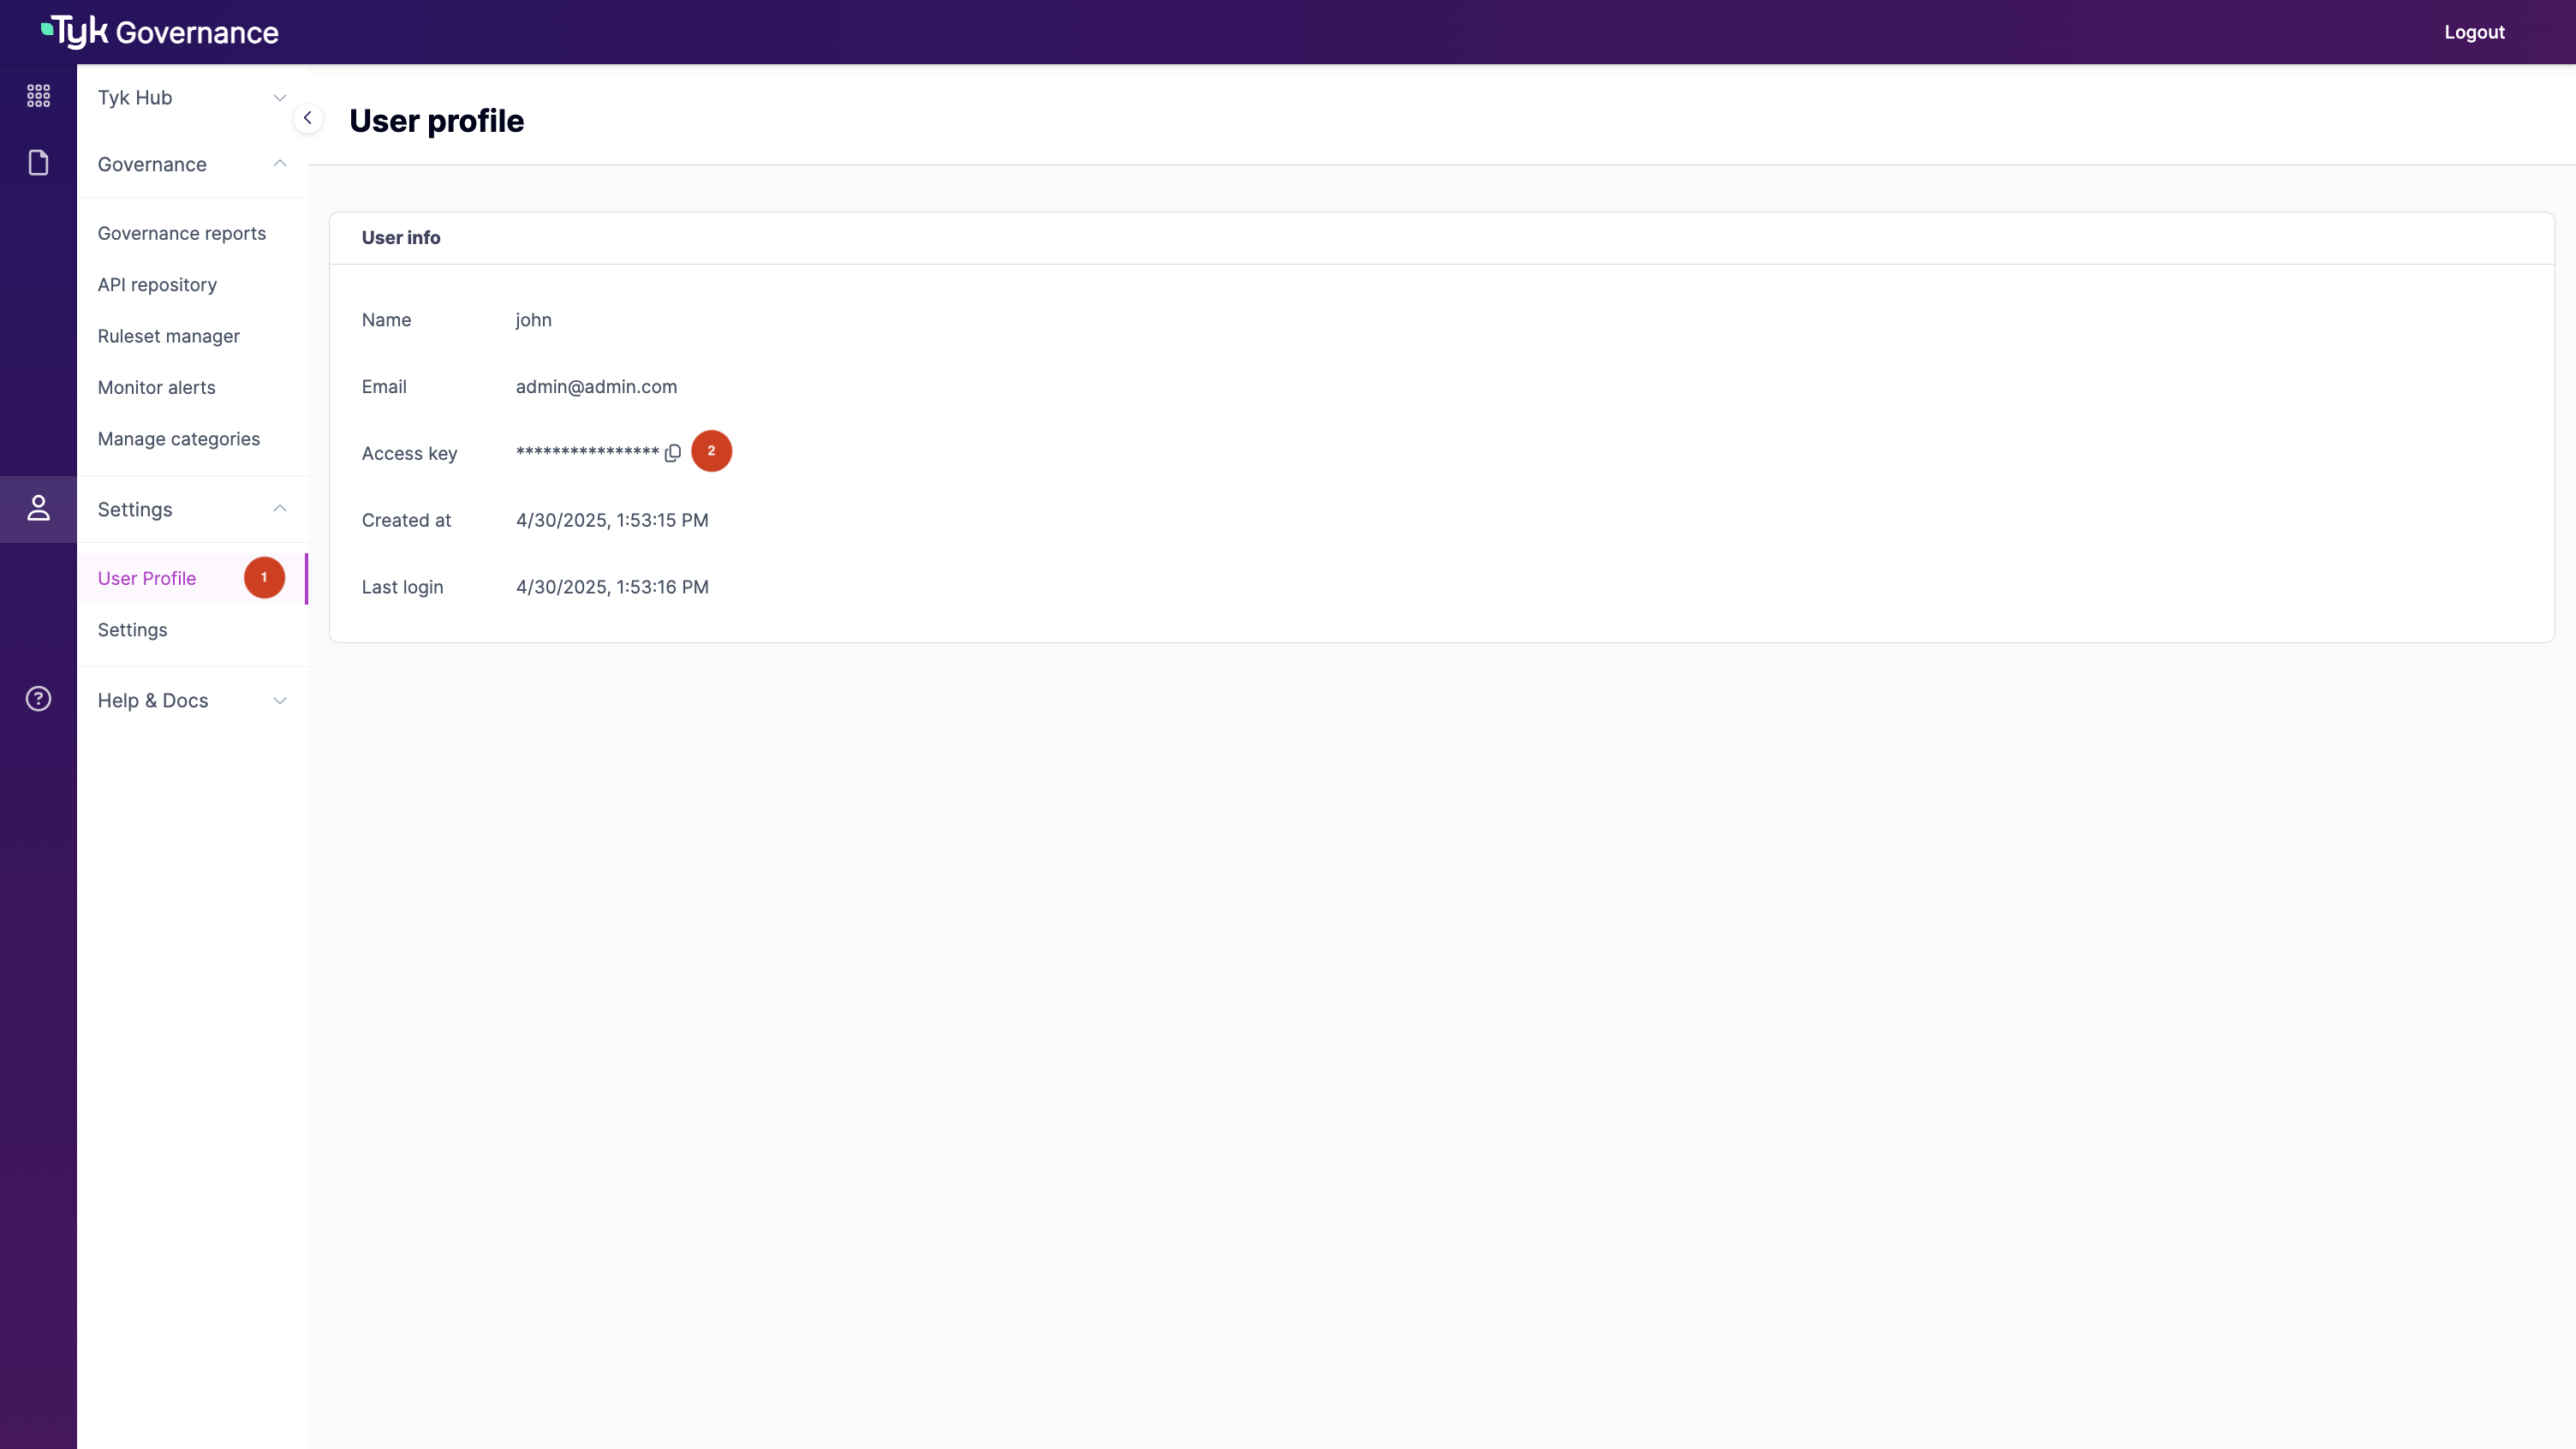 Tyk Governance
Logout
Tyk Hub
Governance
Governance reports
API repository
Ruleset manager
Monitor alerts
Manage categories
Settings
User Profile 1
Settings
Help & Docs
User profile
User info
Name john
Email admin@admin.com
Access key **************** 2
Created at 4/30/2025, 1:53:15 PM
Last login 4/30/2025, 1:53:16 PM